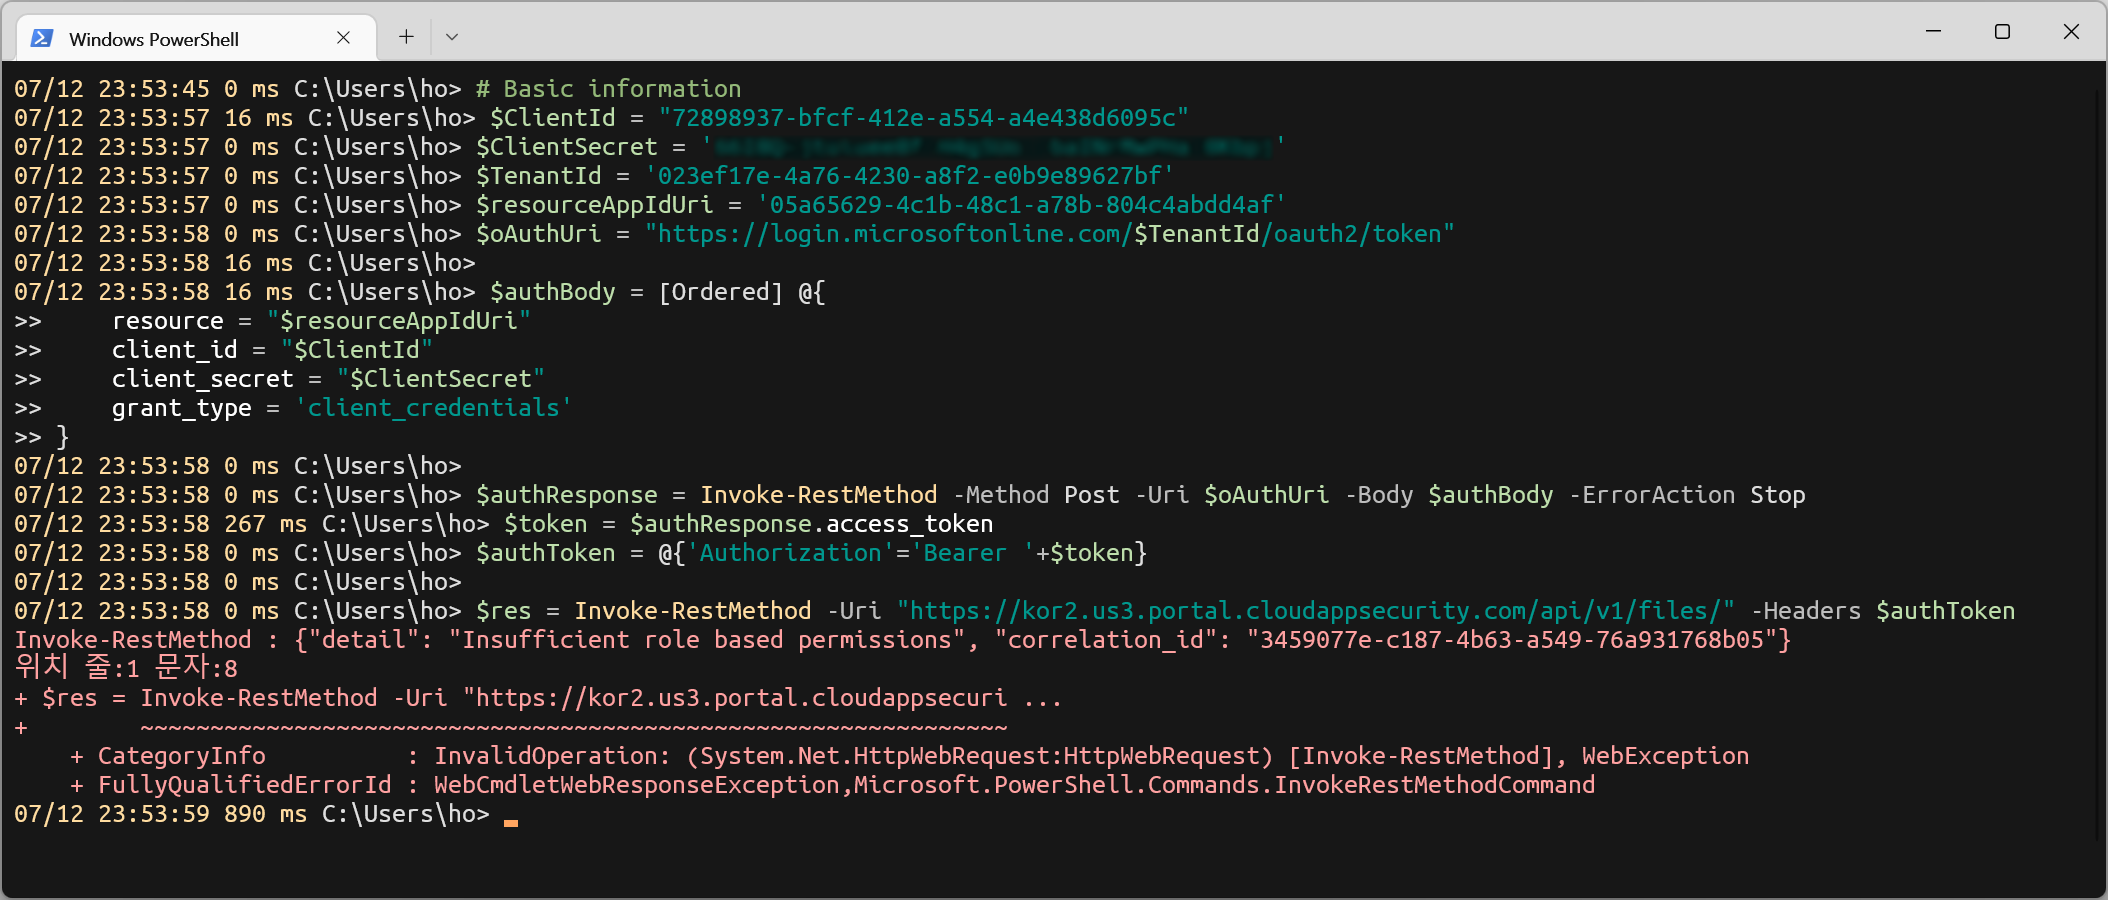 Windows PowerShell
07/12 23:53:45 0 ms C:\Users\ho> # Basic information
07/12 23:53:57 16 ms C:\Users\ho> $ClientId = "72898937-bfcf-412e-a554-a4e438d6095c"
07/12 23:53:57 0 ms C:\Users\ho> $ClientSecret = ' '
07/12 23:53:57 0 ms C:\Users\ho> $TenantId = '023ef17e-4a76-4230-a8f2-e0b9e89627bf'
07/12 23:53:57 0 ms C:\Users\ho> $resourceAppIdUri = '05a65629-4c1b-48c1-a78b-804c4abdd4af'
07/12 23:53:58 0 ms C:\Users\ho> $oAuthUri = "https://login.microsoftonline.com/$TenantId/oauth2/token"
07/12 23:53:58 16 ms C:\Users\ho>
07/12 23:53:58 16 ms C:\Users\ho> $authBody = [Ordered] @{
>>     resource = "$resourceAppIdUri"
>>     client_id = "$ClientId"
>>     client_secret = "$ClientSecret"
>>     grant_type = 'client_credentials'
>> }
07/12 23:53:58 0 ms C:\Users\ho>
07/12 23:53:58 0 ms C:\Users\ho> $authResponse = Invoke-RestMethod -Method Post -Uri $oAuthUri -Body $authBody -ErrorAction Stop
07/12 23:53:58 267 ms C:\Users\ho> $token = $authResponse.access_token
07/12 23:53:58 0 ms C:\Users\ho> $authToken = @{'Authorization'='Bearer '+$token}
07/12 23:53:58 0 ms C:\Users\ho>
07/12 23:53:58 0 ms C:\Users\ho> $res = Invoke-RestMethod -Uri "https://kor2.us3.portal.cloudappsecurity.com/api/v1/files/" -Headers $authToken
Invoke-RestMethod : {"detail": "Insufficient role based permissions", "correlation_id": "3459077e-c187-4b63-a549-76a931768b05"}
위치 줄:1 문자:8
+ $res = Invoke-RestMethod -Uri "https://kor2.us3.portal.cloudappsecuri ...
+        ~~~~~~~~~~~~~~~~~~~~~~~~~~~~~~~~~~~~~~~~~~~~~~~~~~~~~~~~~~~~~~
    + CategoryInfo          : InvalidOperation: (System.Net.HttpWebRequest:HttpWebRequest) [Invoke-RestMethod], WebException
    + FullyQualifiedErrorId : WebCmdletWebResponseException,Microsoft.PowerShell.Commands.InvokeRestMethodCommand
07/12 23:53:59 890 ms C:\Users\ho>